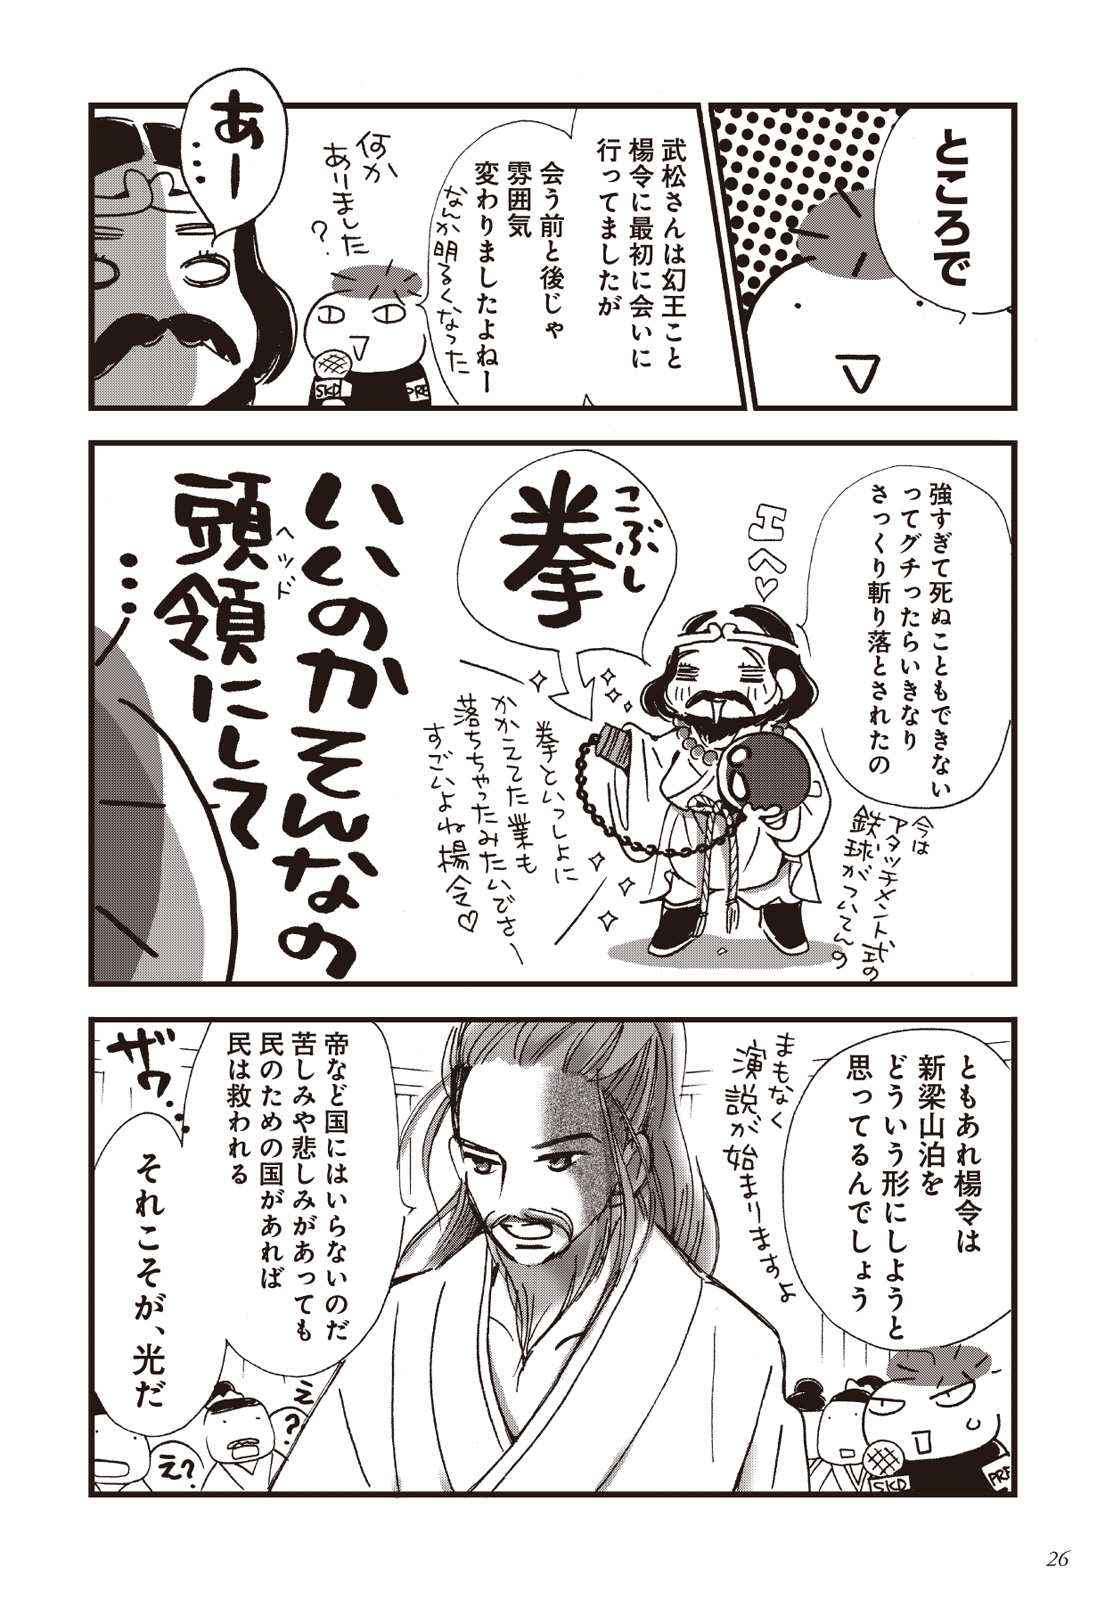 ところで
武松さんは幻王こと
楊令に最初に会いに
行ってましたが
会う前と後じゃ
雰囲気
変わりましたよねー
なんか明るくなった
何か
ありました
?
SKD
PRE
あー
…
強すぎて死ぬこともできない
ってグチったらいきなり
さっくり斬り落とされたの
今は
アタッチメント式の
鉄球がついてんの
エヘ♡
拳
こぶし
拳といっしょに
かかえてた業も
落ちちゃったみたいでさー
すごいよね楊令♡
いいのかそんなの
頭領にして
ヘッド
…
ともあれ楊令は
新梁山泊を
どういう形にしようと
思ってるんでしょう
まもなく
演説が始まりますよ
SKD
PRE
帝など国にはいらないのだ
苦しみや悲しみがあっても
民のための国があれば
民は救われる
それこそが、光だ
ザワ…
え?
え?
26